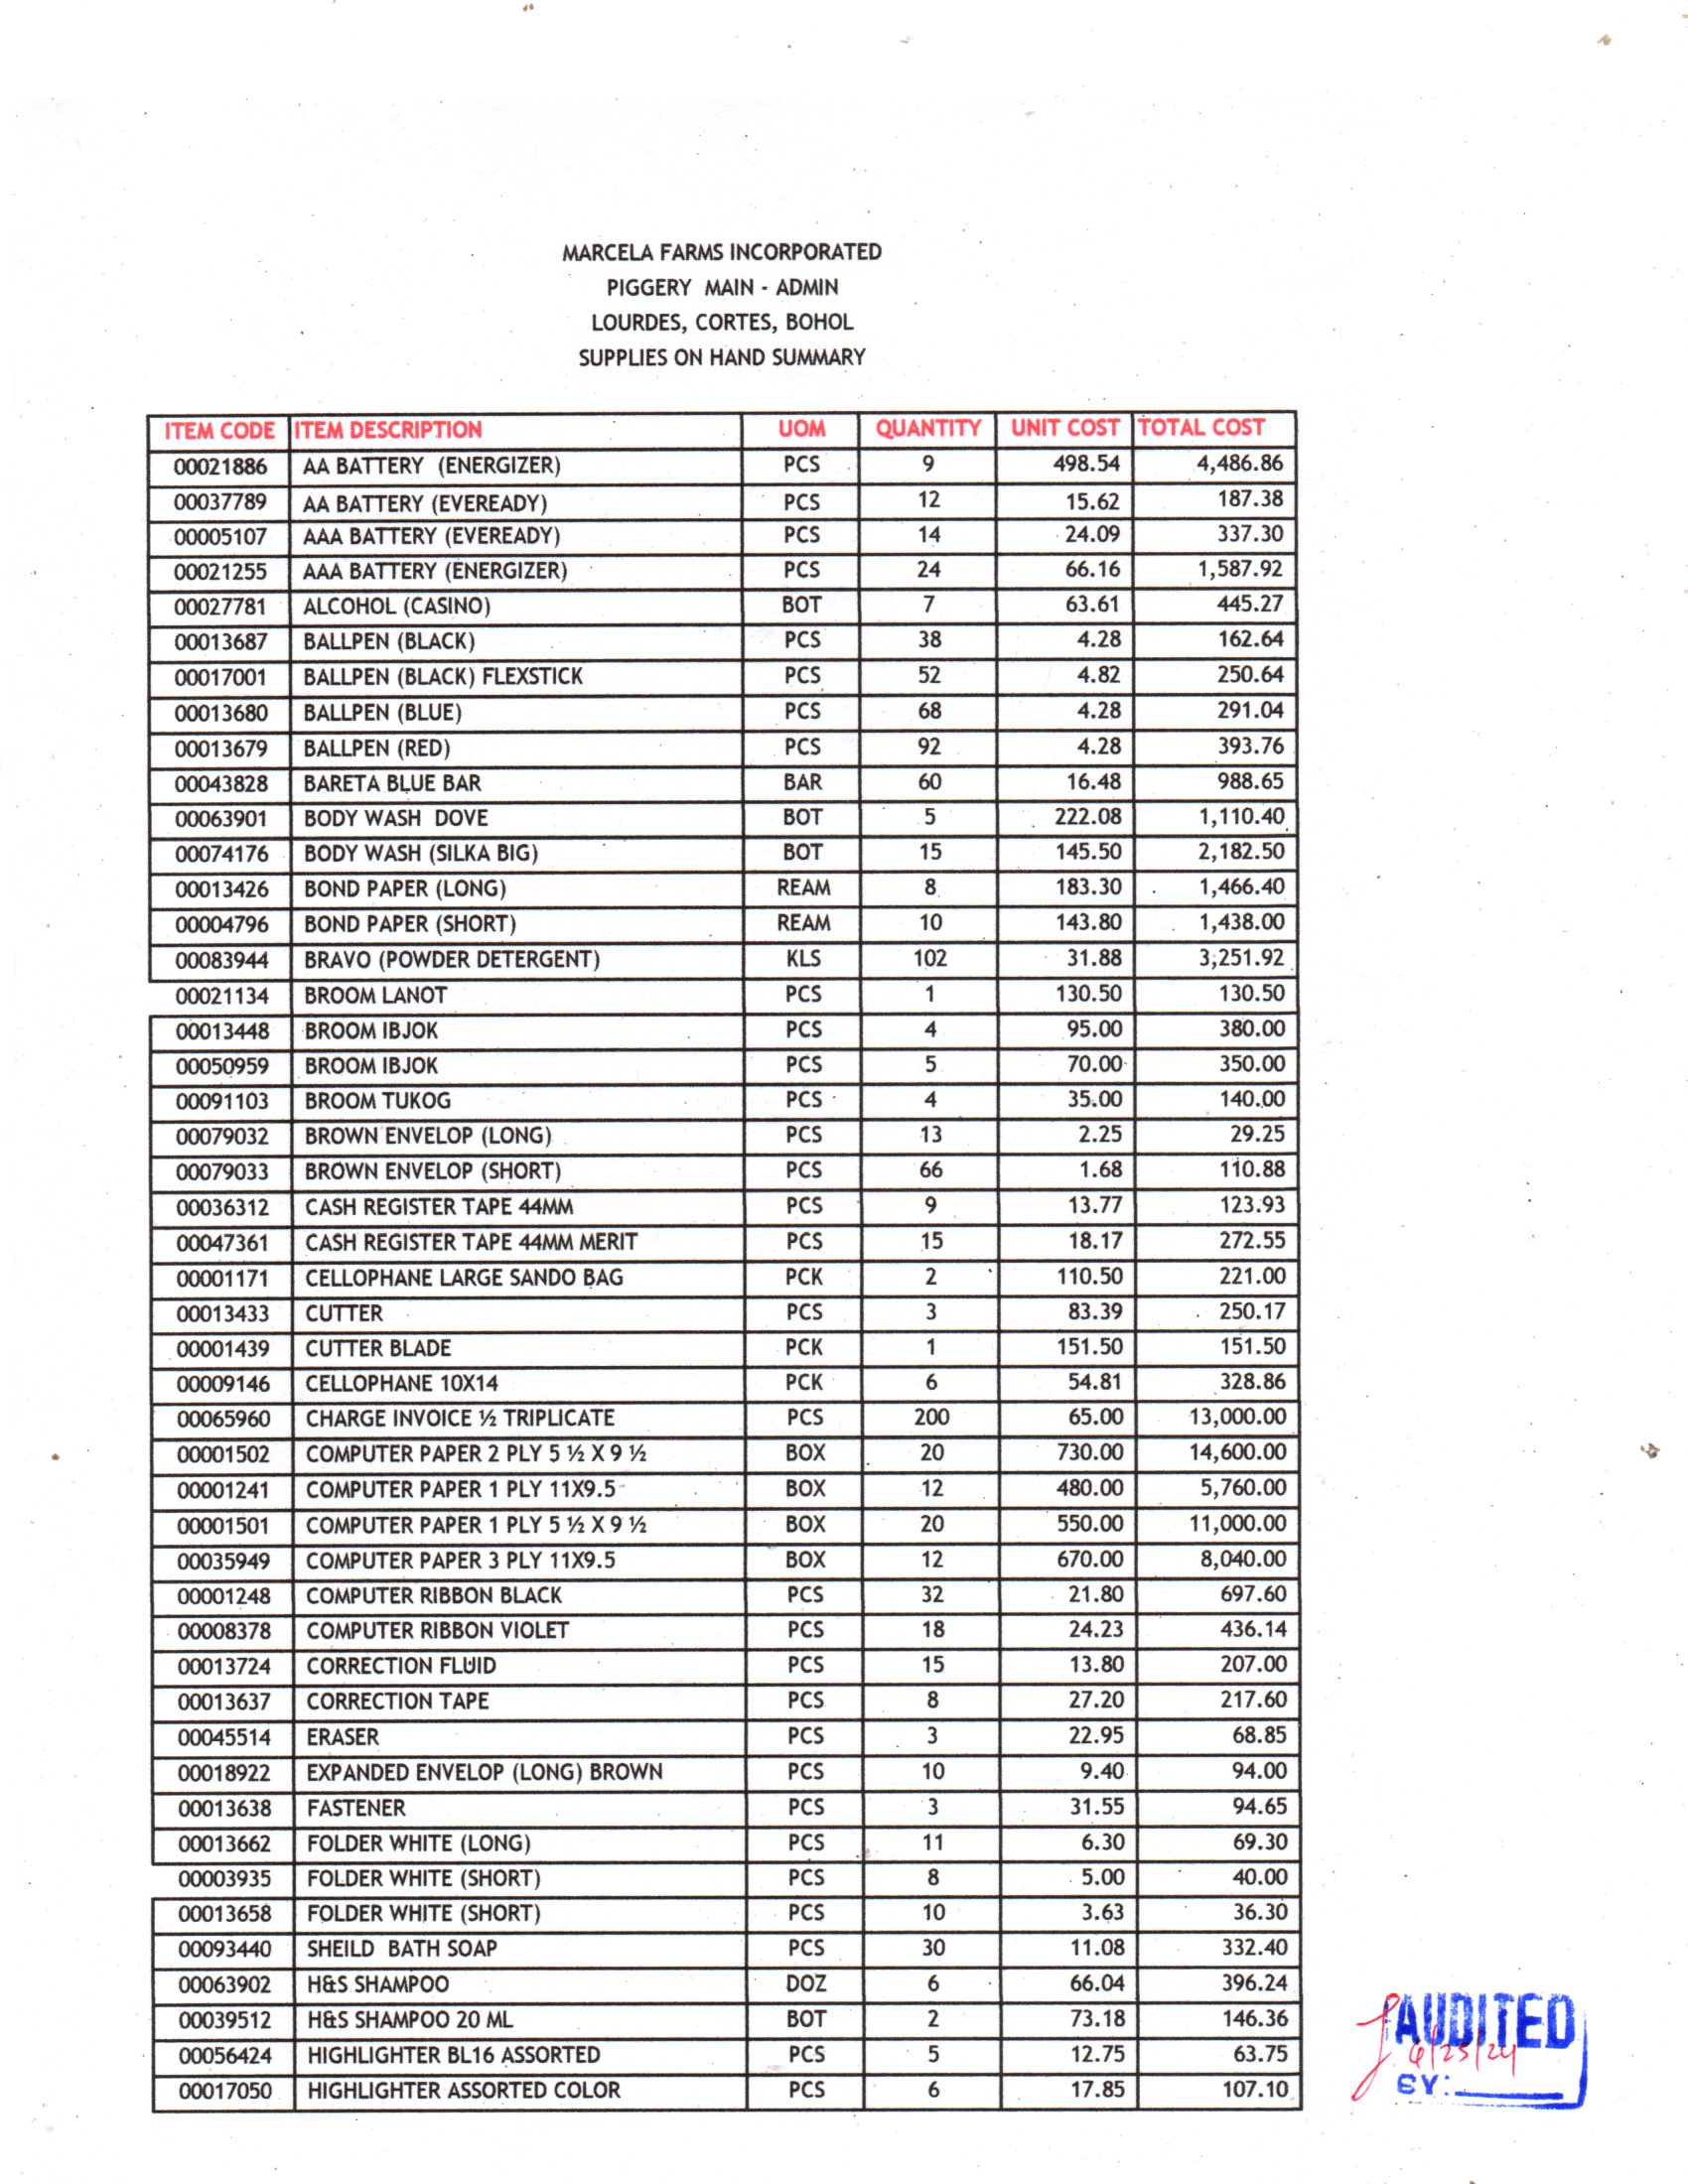 MARCELA FARMS INCORPORATED
PIGGERY MAIN - ADMIN
LOURDES, CORTES, BOHOL
SUPPLIES ON HAND SUMMARY
ITEM CODE ITEM DESCRIPTION UOM QUANTITY UNIT COST TOTAL COST
00021886 AA BATTERY (ENERGIZER) PCS 9 498.54 4,486.86
00037789 AA BATTERY (EVEREADY) PCS 12 15.62 187.38
00005107 AAA BATTERY (EVEREADY) PCS 14 24.09 337.30
00021255 AAA BATTERY (ENERGIZER) PCS 24 66.16 1,587.92
00027781 ALCOHOL (CASINO) BOT 7 63.61 445.27
00013687 BALLPEN (BLACK) PCS 38 4.28 162.64
00017001 BALLPEN (BLACK) FLEXSTICK PCS 52 4.82 250.64
00013680 BALLPEN (BLUE) PCS 68 4.28 291.04
00013679 BALLPEN (RED) PCS 92 4.28 393.76
00043828 BARETA BLUE BAR BAR 60 16.48 988.65
00063901 BODY WASH DOVE BOT 5 222.08 1,110.40
00074176 BODY WASH (SILKA BIG) BOT 15 145.50 2,182.50
00013426 BOND PAPER (LONG) REAM 8 183.30 1,466.40
00004796 BOND PAPER (SHORT) REAM 10 143.80 1,438.00
00083944 BRAVO (POWDER DETERGENT) KLS 102 31.88 3,251.92
00021134 BROOM LANOT PCS 1 130.50 130.50
00013448 BROOM IBJOK PCS 4 95.00 380.00
00050959 BROOM IBJOK PCS 5 70.00 350.00
00091103 BROOM TUKOG PCS 4 35.00 140.00
00079032 BROWN ENVELOP (LONG) PCS 13 2.25 29.25
00079033 BROWN ENVELOP (SHORT) PCS 66 1.68 110.88
00036312 CASH REGISTER TAPE 44MM PCS 9 13.77 123.93
00047361 CASH REGISTER TAPE 44MM MERIT PCS 15 18.17 272.55
00001171 CELLOPHANE LARGE SANDO BAG PCK 2 110.50 221.00
00013433 CUTTER PCS 3 83.39 250.17
00001439 CUTTER BLADE PCK 1 151.50 151.50
00009146 CELLOPHANE 10X14 PCK 6 54.81 328.86
00065960 CHARGE INVOICE ½ TRIPLICATE PCS 200 65.00 13,000.00
00001502 COMPUTER PAPER 2 PLY 5 ½ X 9 ½ BOX 20 730.00 14,600.00
00001241 COMPUTER PAPER 1 PLY 11X9.5 BOX 12 480.00 5,760.00
00001501 COMPUTER PAPER 1 PLY 5 ½ X 9 ½ BOX 20 550.00 11,000.00
00035949 COMPUTER PAPER 3 PLY 11X9.5 BOX 12 670.00 8,040.00
00001248 COMPUTER RIBBON BLACK PCS 32 21.80 697.60
00008378 COMPUTER RIBBON VIOLET PCS 18 24.23 436.14
00013724 CORRECTION FLUID PCS 15 13.80 207.00
00013637 CORRECTION TAPE PCS 8 27.20 217.60
00045514 ERASER PCS 3 22.95 68.85
00018922 EXPANDED ENVELOP (LONG) BROWN PCS 10 9.40 94.00
00013638 FASTENER PCS 3 31.55 94.65
00013662 FOLDER WHITE (LONG) PCS 11 6.30 69.30
00003935 FOLDER WHITE (SHORT) PCS 8 5.00 40.00
00013658 FOLDER WHITE (SHORT) PCS 10 3.63 36.30
00093440 SHEILD BATH SOAP PCS 30 11.08 332.40
00063902 H&S SHAMPOO DOZ 6 66.04 396.24
00039512 H&S SHAMPOO 20 ML BOT 2 73.18 146.36
00056424 HIGHLIGHTER BL16 ASSORTED PCS 5 12.75 63.75
00017050 HIGHLIGHTER ASSORTED COLOR PCS 6 17.85 107.10
AUDITED
6/25/24
BY: